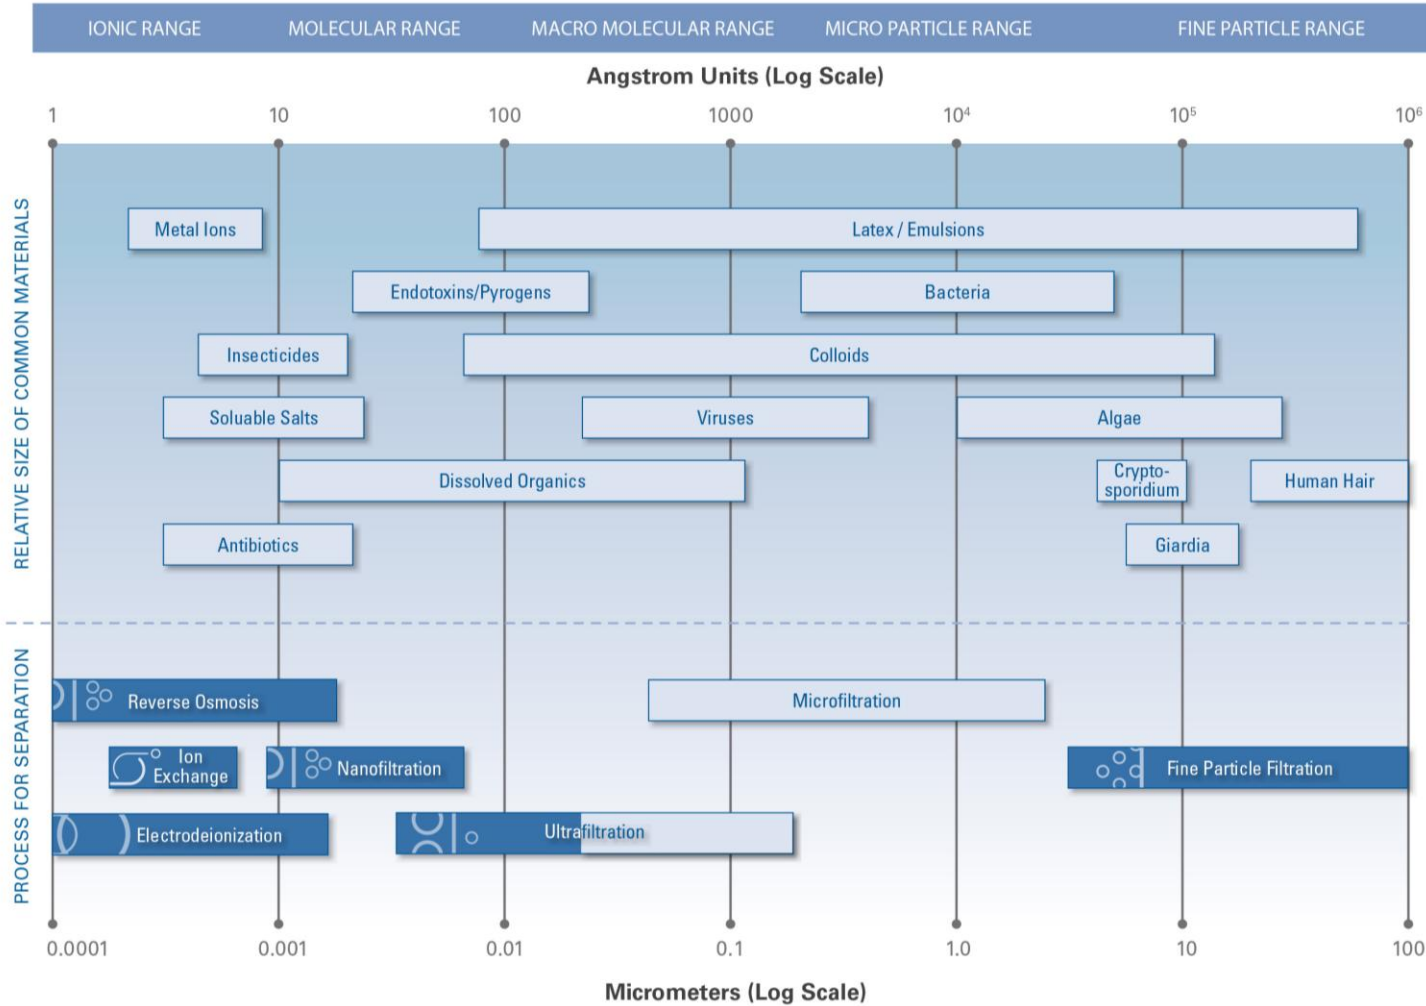 IONIC RANGE MOLECULAR RANGE MACRO MOLECULAR RANGE MICRO PARTICLE RANGE FINE PARTICLE RANGE
Angstrom Units (Log Scale)
1 10 100 1000 10⁴ 10⁵ 10⁶
RELATIVE SIZE OF COMMON MATERIALS
Metal Ions
Latex / Emulsions
Endotoxins/Pyrogens
Bacteria
Insecticides
Colloids
Soluable Salts
Viruses
Algae
Dissolved Organics
Crypto-
sporidium
Human Hair
Antibiotics
Giardia
PROCESS FOR SEPARATION
Reverse Osmosis
Microfiltration
Ion
Exchange
Nanofiltration
Fine Particle Filtration
Electrodeionization
Ultrafiltration
0.0001 0.001 0.01 0.1 1.0 10 100
Micrometers (Log Scale)